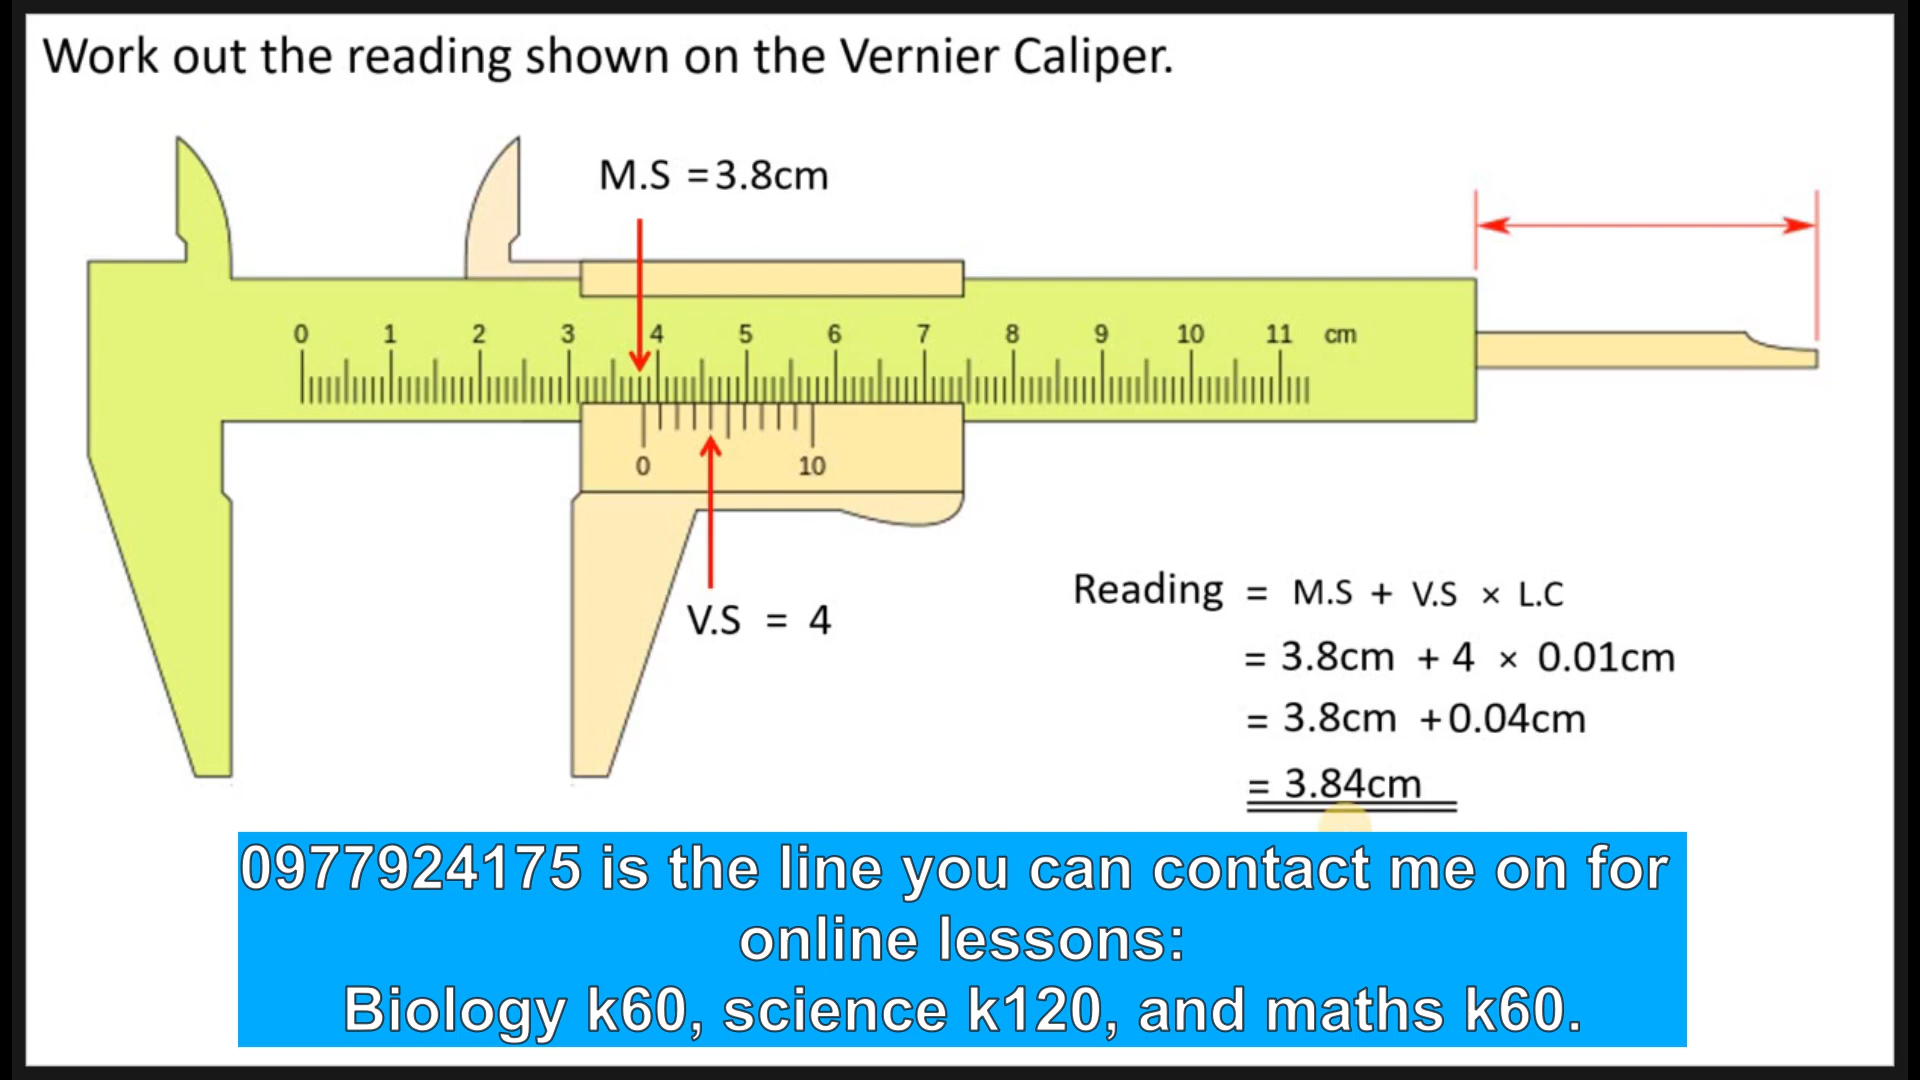 Work out the reading shown on the Vernier Caliper.
M.S = 3.8cm
0 1 2 3 4 5 6 7 8 9 10 11 cm
0 10
V.S = 4
Reading = M.S + V.S × L.C
= 3.8cm + 4 × 0.01cm
= 3.8cm + 0.04cm
= 3.84cm
0977924175 is the line you can contact me on for
online lessons:
Biology k60, science k120, and maths k60.